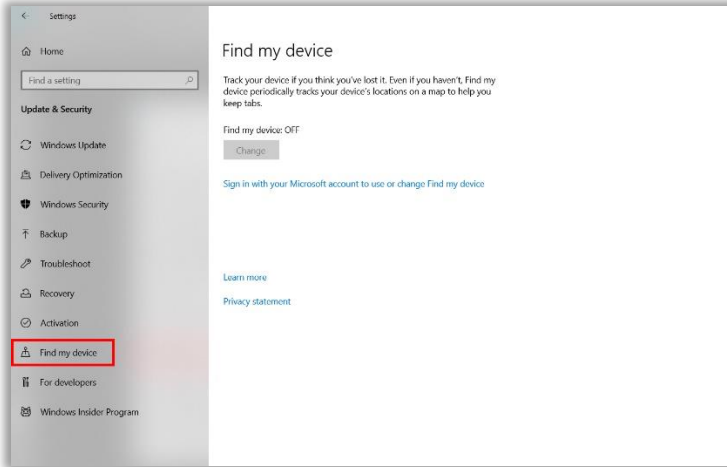 Settings
Home
Find a setting
Update & Security
Windows Update
Delivery Optimization
Windows Security
Backup
Troubleshoot
Recovery
Activation
Find my device
For developers
Windows Insider Program
Find my device
Track your device if you think you've lost it. Even if you haven't, Find my
device periodically tracks your device's locations on a map to help you
keep tabs.
Find my device: OFF
Change
Sign in with your Microsoft account to use or change Find my device
Learn more
Privacy statement